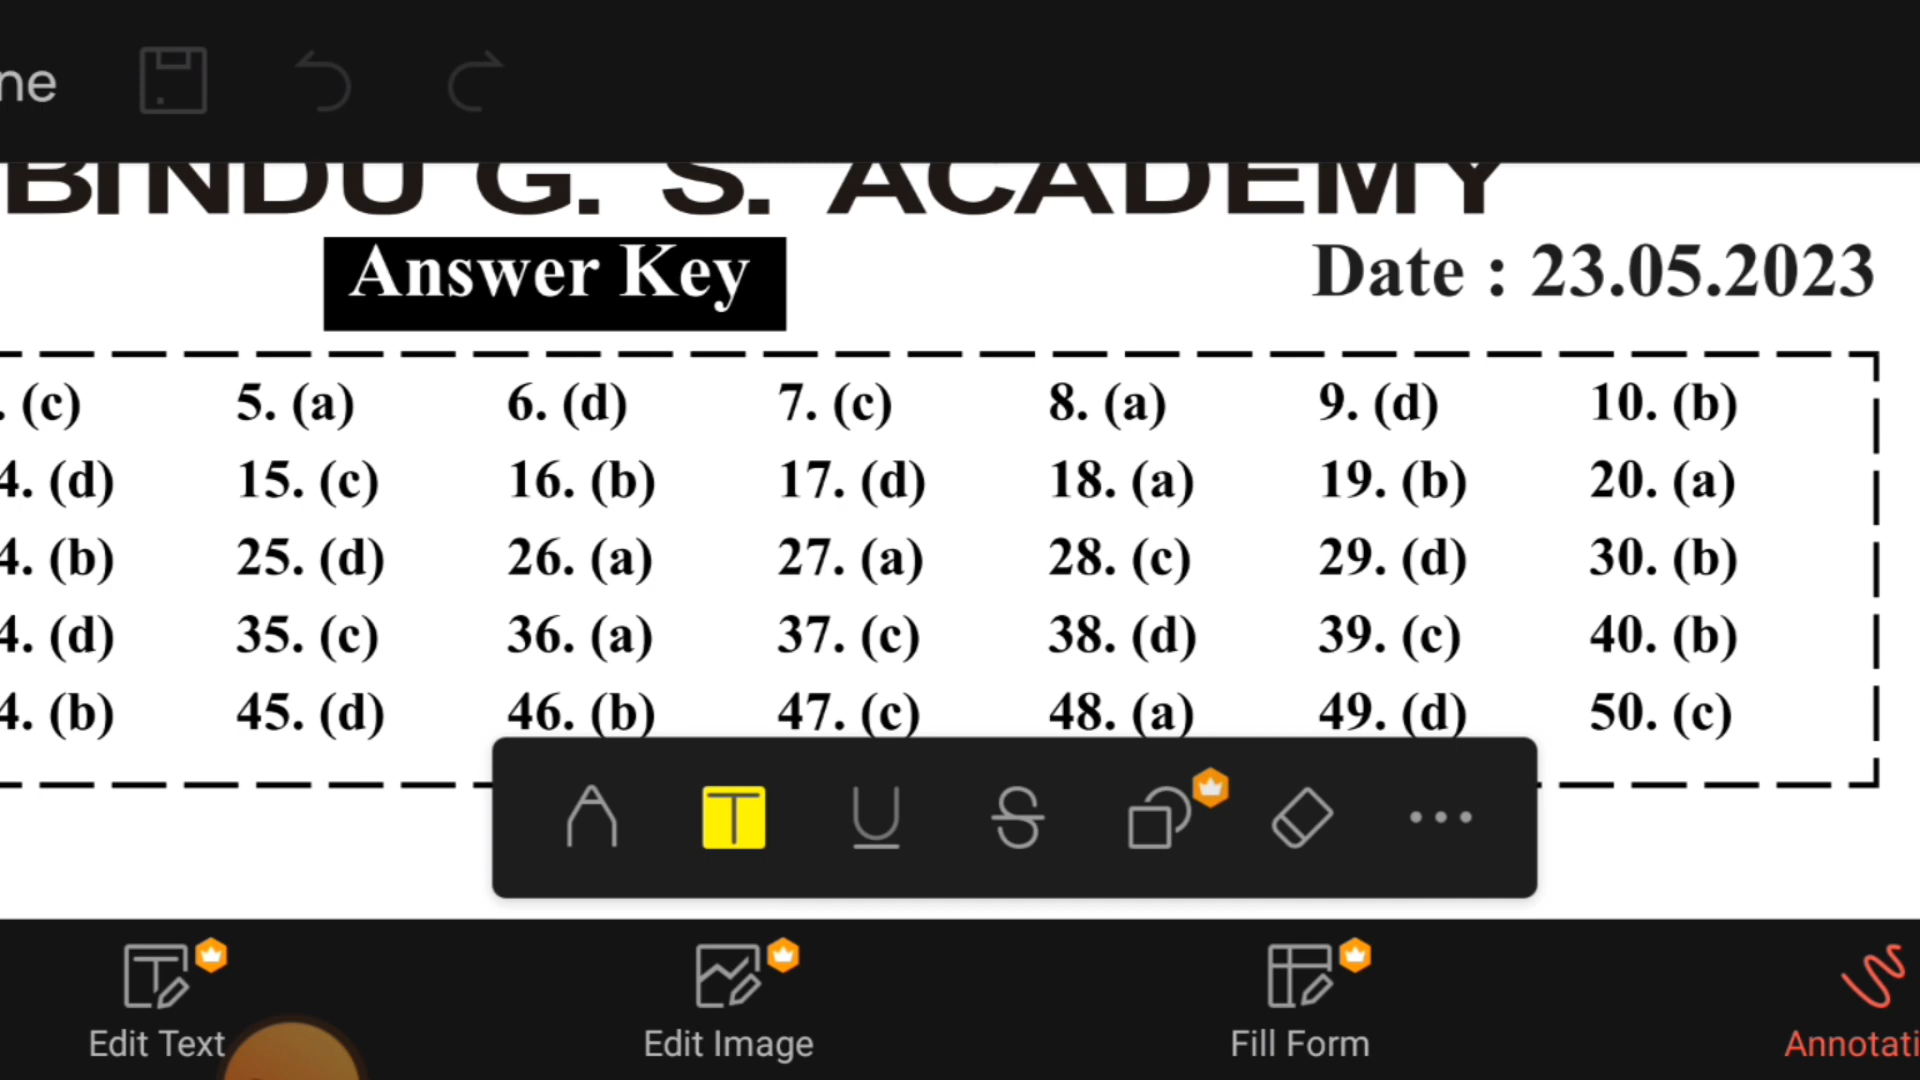 ne
BINDU G. S. ACADEMY
Answer Key Date : 23.05.2023
. (c) 5. (a) 6. (d) 7. (c) 8. (a) 9. (d) 10. (b)
4. (d) 15. (c) 16. (b) 17. (d) 18. (a) 19. (b) 20. (a)
4. (b) 25. (d) 26. (a) 27. (a) 28. (c) 29. (d) 30. (b)
4. (d) 35. (c) 36. (a) 37. (c) 38. (d) 39. (c) 40. (b)
4. (b) 45. (d) 46. (b) 47. (c) 48. (a) 49. (d) 50. (c)
Edit Text Edit Image Fill Form Annotati